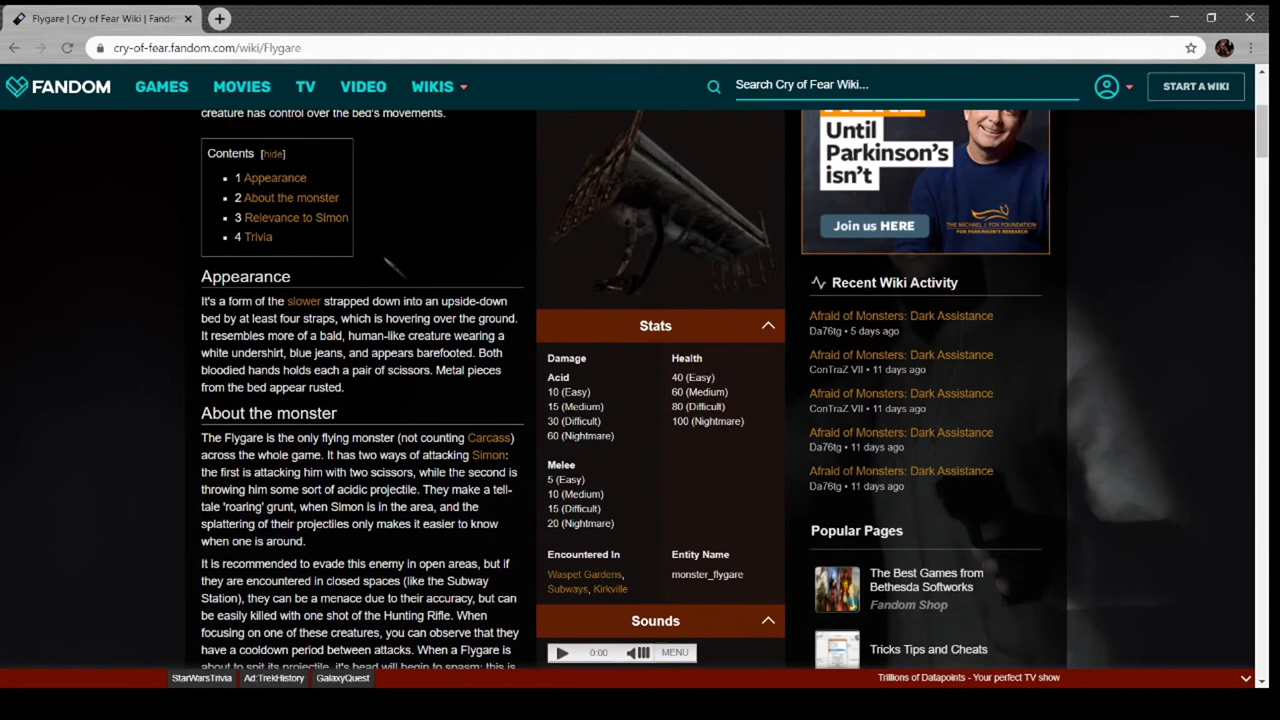 Flygare | Cry of Fear Wiki | Fando
cry-of-fear.fandom.com/wiki/Flygare
FANDOM
GAMES
MOVIES
TV
VIDEO
WIKIS
Search Cry of Fear Wiki...
START A WIKI
creature has control over the bed's movements.
Contents [hide]
1 Appearance
2 About the monster
3 Relevance to Simon
4 Trivia
Appearance
It's a form of the slower strapped down into an upside-down
bed by at least four straps, which is hovering over the ground.
It resembles more of a bald, human-like creature wearing a
white undershirt, blue jeans, and appears barefooted. Both
bloodied hands holds each a pair of scissors. Metal pieces
from the bed appear rusted.
About the monster
The Flygare is the only flying monster (not counting Carcass)
across the whole game. It has two ways of attacking Simon:
the first is attacking him with two scissors, while the second is
throwing him some sort of acidic projectile. They make a tell-
tale 'roaring' grunt, when Simon is in the area, and the
splattering of their projectiles only makes it easier to know
when one is around.
It is recommended to evade this enemy in open areas, but if
they are encountered in closed spaces (like the Subway
Station), they can be a menace due to their accuracy, but can
be easily killed with one shot of the Hunting Rifle. When
focusing on one of these creatures, you can observe that they
have a cooldown period between attacks. When a Flygare is
about to spit its projectile, it's head will begin to spasm; this is
Stats
Damage
Acid
10 (Easy)
15 (Medium)
30 (Difficult)
60 (Nightmare)
Melee
5 (Easy)
10 (Medium)
15 (Difficult)
20 (Nightmare)
Health
40 (Easy)
60 (Medium)
80 (Difficult)
100 (Nightmare)
Encountered In
Waspet Gardens,
Subways, Kirkville
Entity Name
monster_flygare
Sounds
0:00
MENU
Until
Parkinson's
isn't
Join us HERE
THE MICHAEL J. FOX FOUNDATION
FOR PARKINSON'S RESEARCH
Recent Wiki Activity
Afraid of Monsters: Dark Assistance
Da76tg • 5 days ago
Afraid of Monsters: Dark Assistance
ConTraZ VII • 11 days ago
Afraid of Monsters: Dark Assistance
ConTraZ VII • 11 days ago
Afraid of Monsters: Dark Assistance
Da76tg • 11 days ago
Afraid of Monsters: Dark Assistance
Da76tg • 11 days ago
Popular Pages
The Best Games from
Bethesda Softworks
Fandom Shop
Tricks Tips and Cheats
StarWarsTrivia
Ad:TrekHistory
GalaxyQuest
Trillions of Datapoints - Your perfect TV show